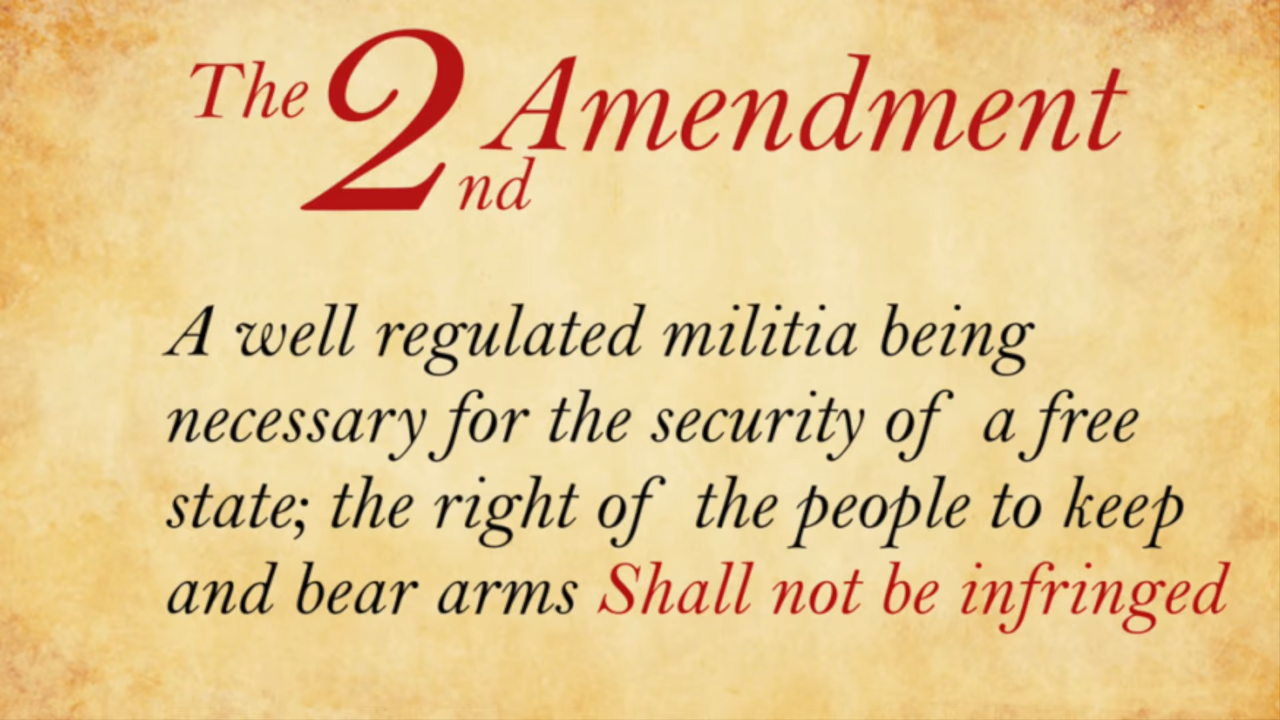 The 2nd Amendment
A well regulated militia being
necessary for the security of a free
state; the right of the people to keep
and bear arms Shall not be infringed